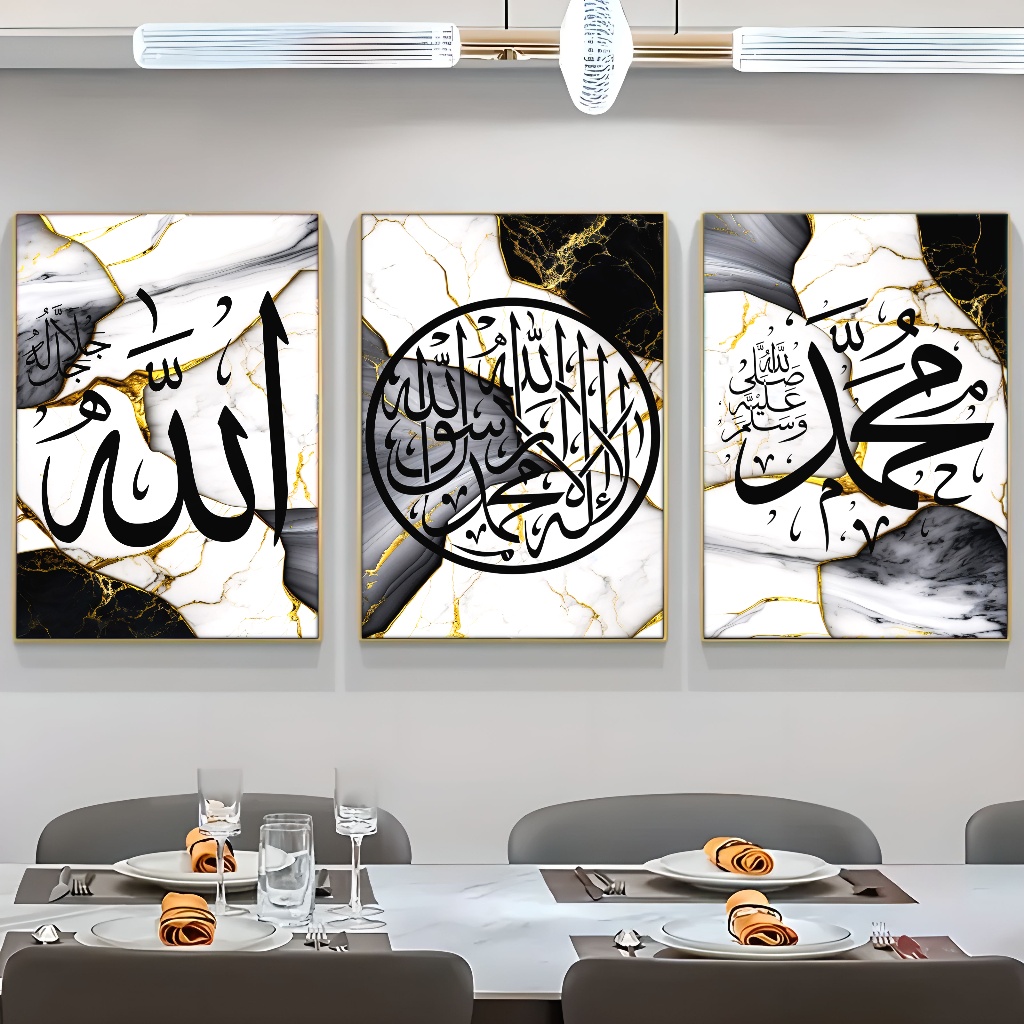 الله
جل جلاله
لا إله إلا الله محمد رسول الله
محمد
صلى الله عليه وسلم